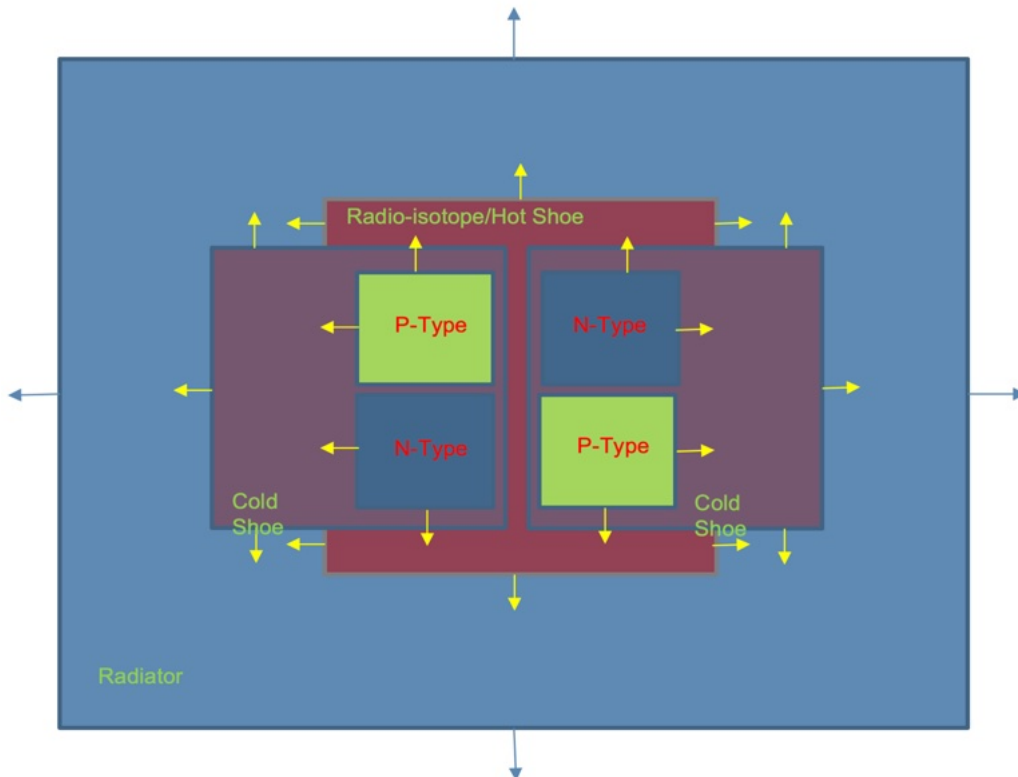 Radio-isotope/Hot Shoe
P-Type
N-Type
N-Type
P-Type
Cold
Shoe
Cold
Shoe
Radiator